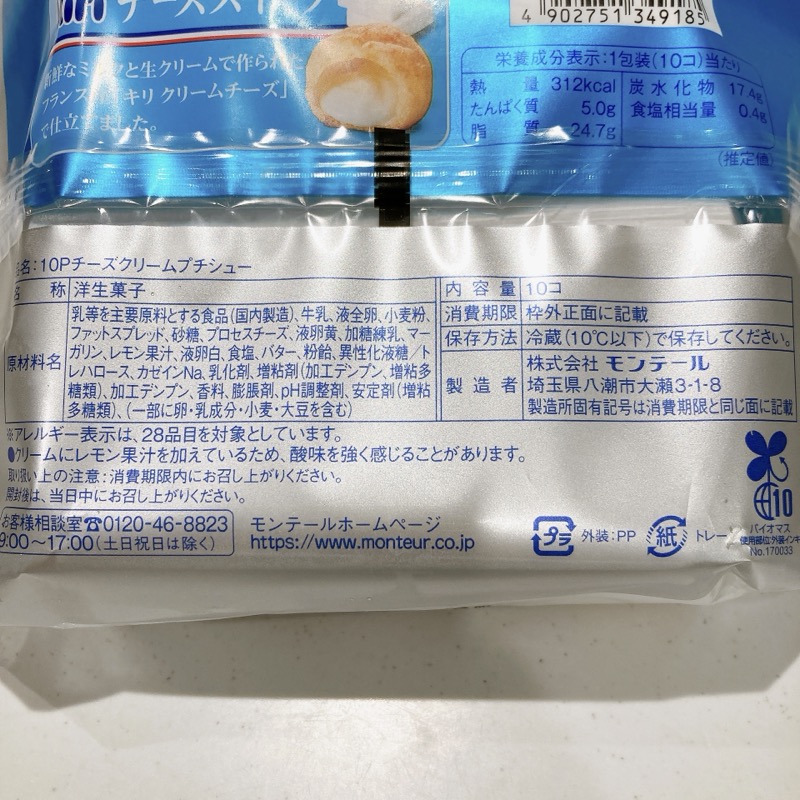 チーズスイーツ
4 902751 349185
新鮮なミルクと生クリームで作られた
フランス「キリ クリームチーズ」
で仕立てました。
栄養成分表示:1包装(10コ)当たり
熱量 312kcal 炭水化物 17.4g
たんぱく質 5.0g 食塩相当量 0.4g
脂質 24.7g
(推定値)
名:10Pチーズクリームプチシュー
名 称 洋生菓子
原材料名
乳等を主要原料とする食品(国内製造)、牛乳、液全卵、小麦粉、
ファットスプレッド、砂糖、プロセスチーズ、液卵黄、加糖練乳、マー
ガリン、レモン果汁、液卵白、食塩、バター、粉飴、異性化液糖/ト
レハロース、カゼインNa、乳化剤、増粘剤(加工デンプン、増粘多
糖類)、加工デンプン、香料、膨脹剤、pH調整剤、安定剤(増粘
多糖類)、(一部に卵・乳成分・小麦・大豆を含む)
内容量 10コ
消費期限 枠外正面に記載
保存方法 冷蔵(10℃以下)で保存してください。
製造者
株式会社 モンテール
埼玉県八潮市大瀬3-1-8
製造所固有記号は消費期限と同じ面に記載
※アレルギー表示は、28品目を対象としています。
●クリームにレモン果汁を加えているため、酸味を強く感じることがあります。
取り扱い上の注意:消費期限内にお召し上がりください。
開封後は、当日中にお召し上がりください。
お客様相談室☎0120-46-8823
9:00〜17:00(土日祝日は除く)
モンテールホームページ
https://www.monteur.co.jp
プラ 外装:PP 紙 トレー
10
バイオマス
使用部位:外装インキ
No.170033